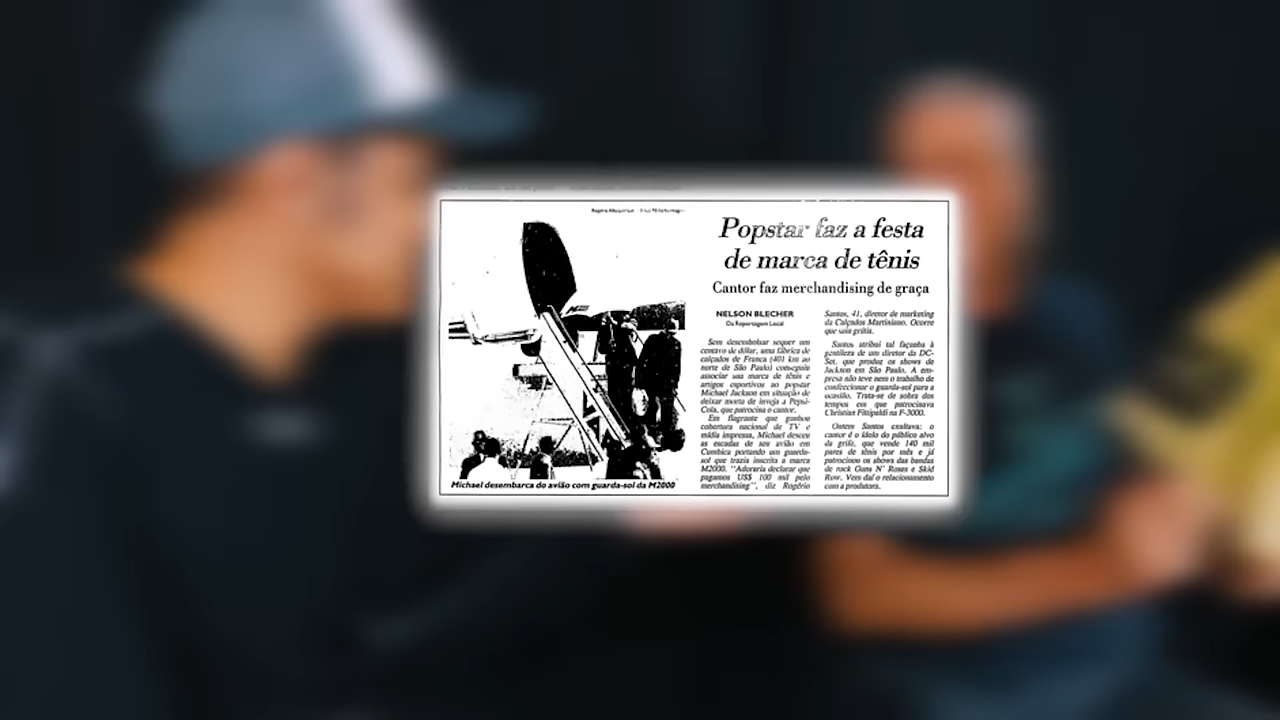 Popstar faz a festa
de marca de tênis
Cantor faz merchandising de graça
NELSON BLECHER
Da Reportagem Local
Sem desembolsar sequer um
centavo de dólar, uma fábrica de
calçados de Franca (401 km ao
norte de São Paulo) conseguiu
associar sua marca de tênis e
artigos esportivos ao popstar
Michael Jackson em situação de
deixar morta de inveja a Pepsi-
Cola, que patrocina o cantor.
Em flagrante que ganhou
cobertura nacional de TV e
mídia impressa, Michael desceu
as escadas de seu avião em
Cumbica portando um guarda-
sol que trazia inscrita a marca
M2000. "Adoraria declarar que
pagamos US$ 100 mil pelo
merchandising", diz Rogério
Santos, 41, diretor de marketing
da Calçados Martiniano. Ocorre
que saiu grátis.
Santos atribui tal façanha à
gentileza de um diretor da DC-
Set, que produz os shows de
Jackson em São Paulo. A em-
presa não teve nem o trabalho de
confeccionar o guarda-sol para a
ocasião. Trata-se de sobra dos
tempos em que patrocinava
Christian Fittipaldi na F-3000.
Ontem Santos exultava: o
cantor é o ídolo do público alvo
da grife, que vende 140 mil
pares de tênis por mês e já
patrocinou os shows das bandas
de rock Guns N' Roses e Skid
Row. Vem daí o relacionamento
com a produtora.
Michael desembarca do avião com guarda-sol da M2000